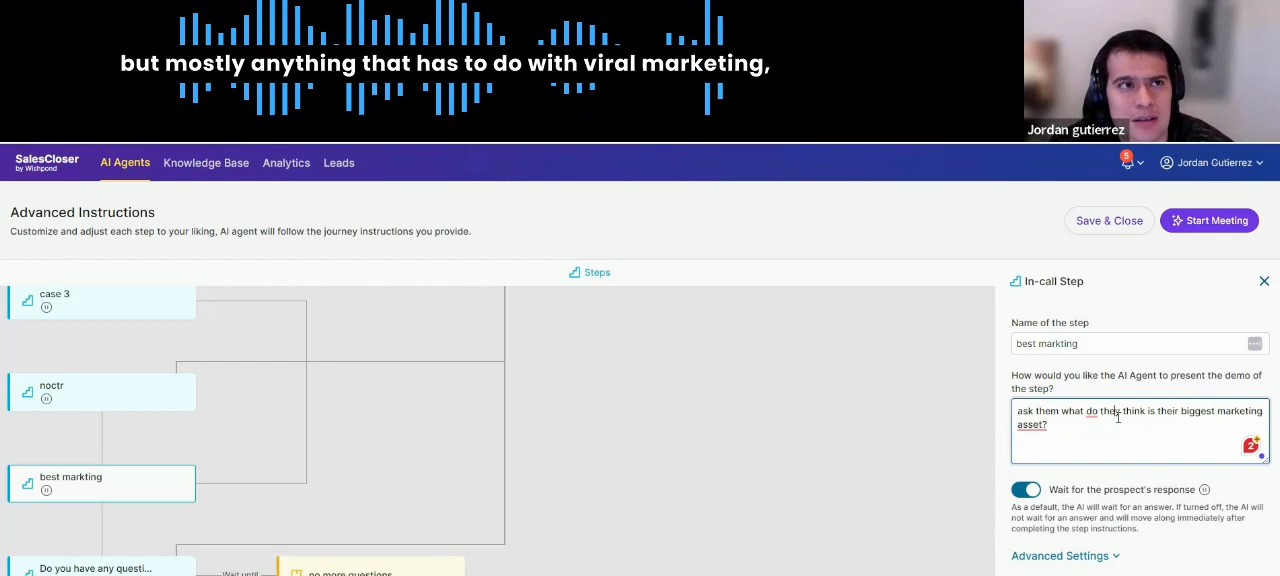 but mostly anything that has to do with viral marketing,
Jordan gutierrez
SalesCloser
by Wishpond
AI Agents
Knowledge Base
Analytics
Leads
5
Jordan Gutierrez
Advanced Instructions
Customize and adjust each step to your liking, AI agent will follow the journey instructions you provide.
Save & Close
Start Meeting
Steps
case 3
noctr
best markting
Do you have any questi...
Wait until
no more questions
In-call Step
Name of the step
best markting
How would you like the AI Agent to present the demo of
the step?
ask them what do they think is their biggest marketing
asset?
2
Wait for the prospect's response
As a default, the AI will wait for an answer. If turned off, the AI will
not wait for an answer and will move along immediately after
completing the step instructions.
Advanced Settings